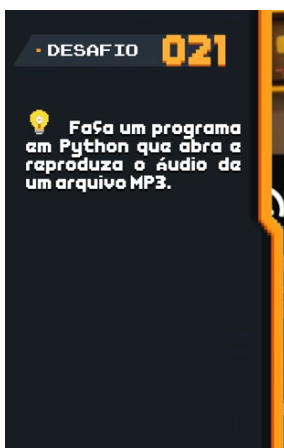 DESAFIO 021
Faça um programa
em Python que abra e
reproduza o áudio de
um arquivo MP3.